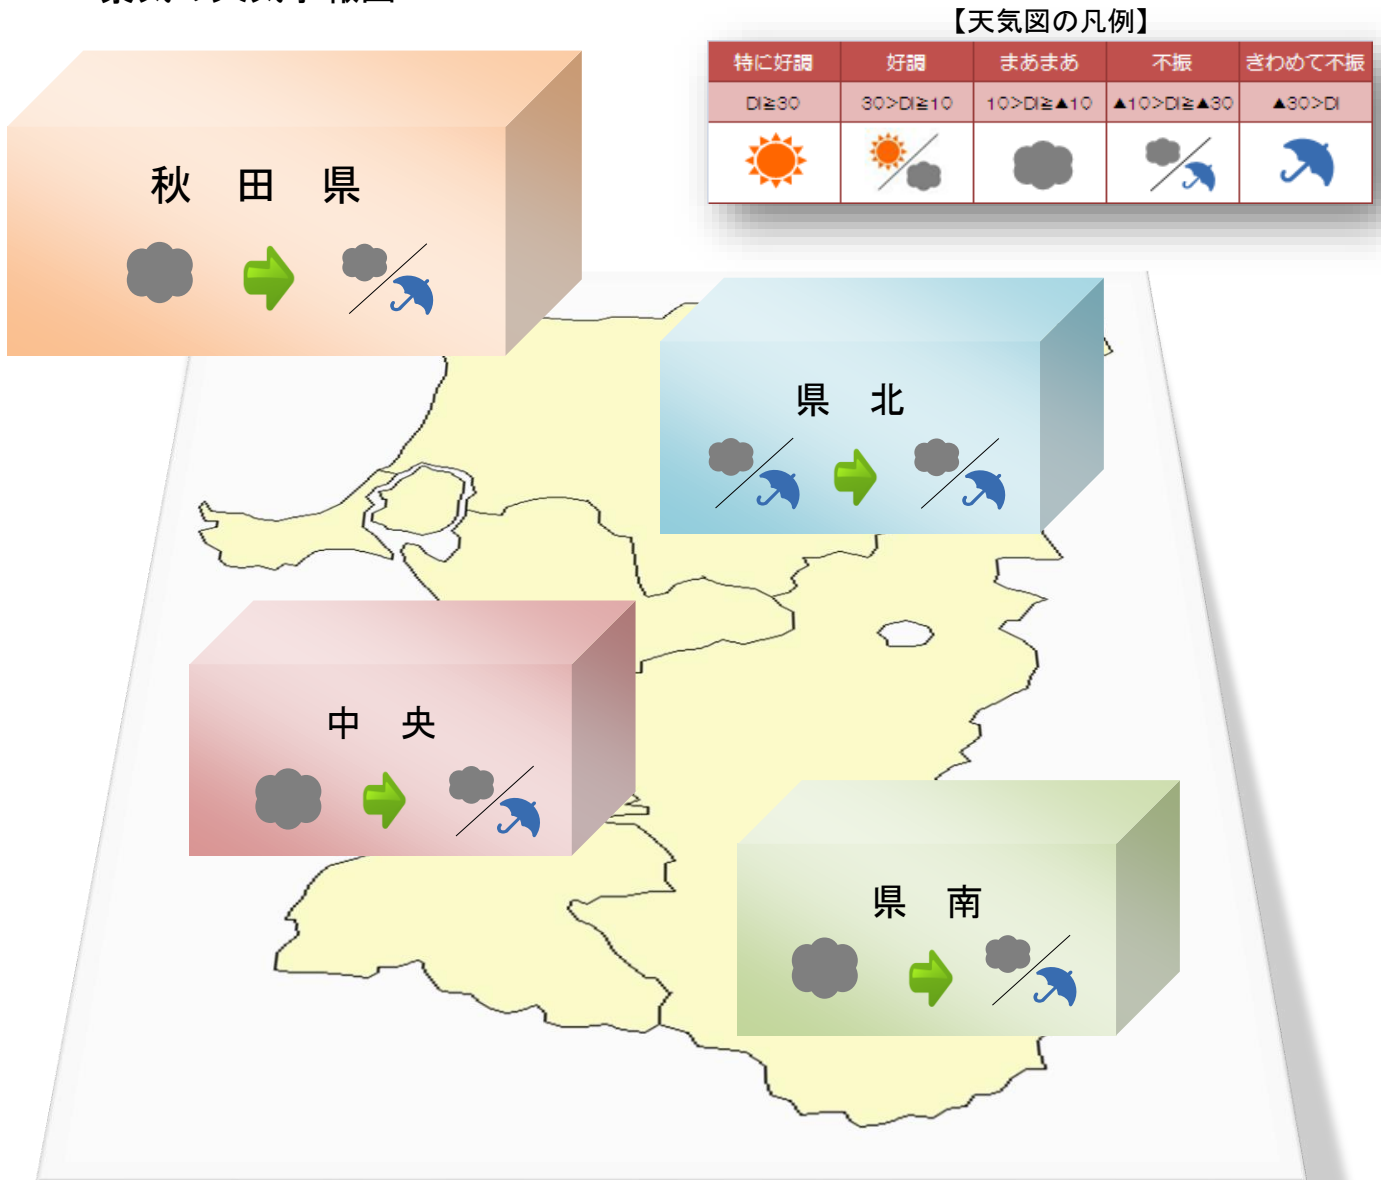 【天気図の凡例】
特に好調 好調 まあまあ 不振 きわめて不振
DI≧30 30>DI≧10 10>DI≧▲10 ▲10>DI≧▲30 ▲30>DI
秋 田 県
県 北
中 央
県 南